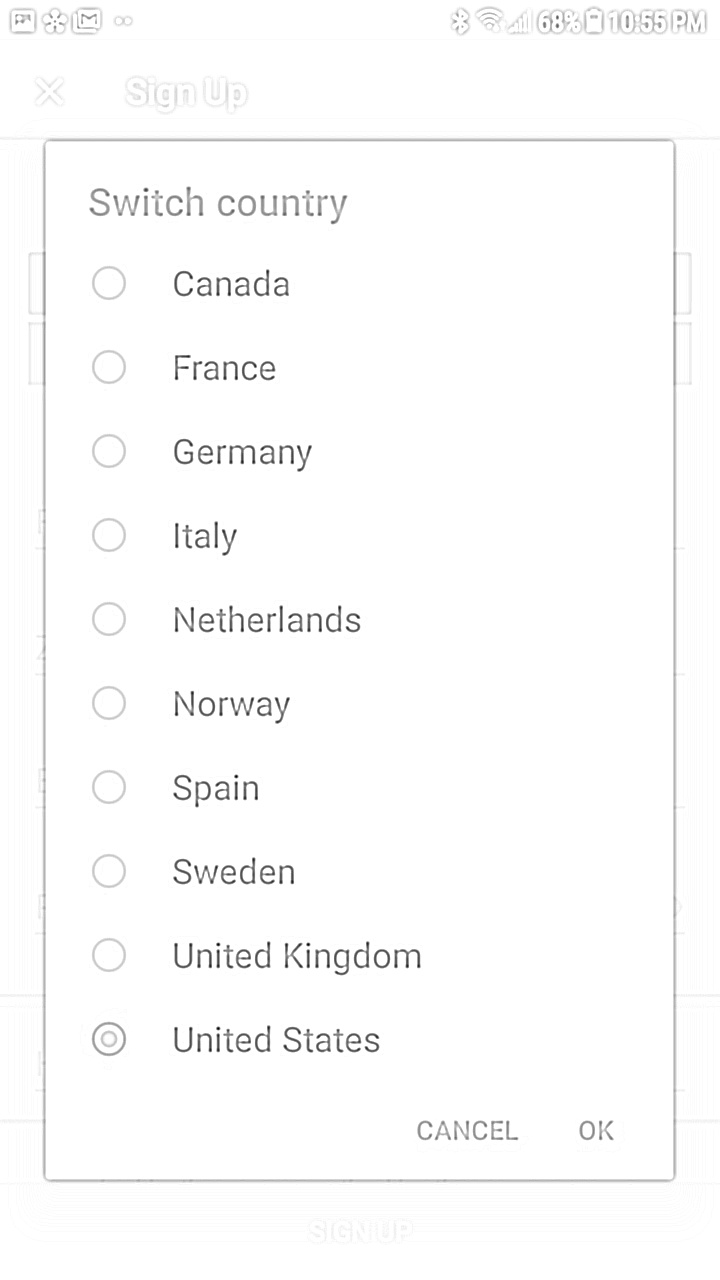 68% 10:55 PM
Sign Up
Switch country
Canada
France
Germany
Italy
Netherlands
Norway
Spain
Sweden
United Kingdom
United States
CANCEL OK
SIGN UP